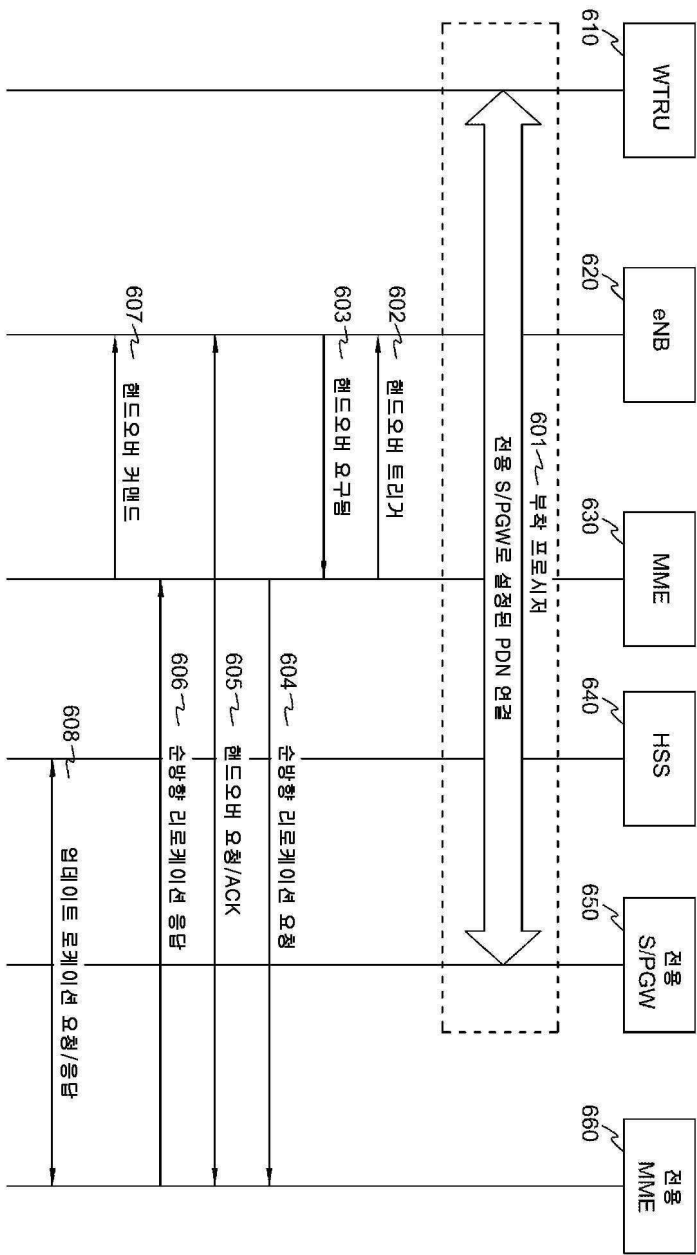 WTRU
610
eNB
620
MME
630
HSS
640
전용
S/PGW
650
전용
MME
660
601
부착 프로시저
전용 S/PGW로 설정된 PDN 연결
602
핸드오버 트리거
603
핸드오버 요구됨
604
순방향 리로케이션 요청
605
핸드오버 요청/ACK
606
순방향 리로케이션 응답
607
핸드오버 커맨드
608
업데이트 로케이션 요청/응답